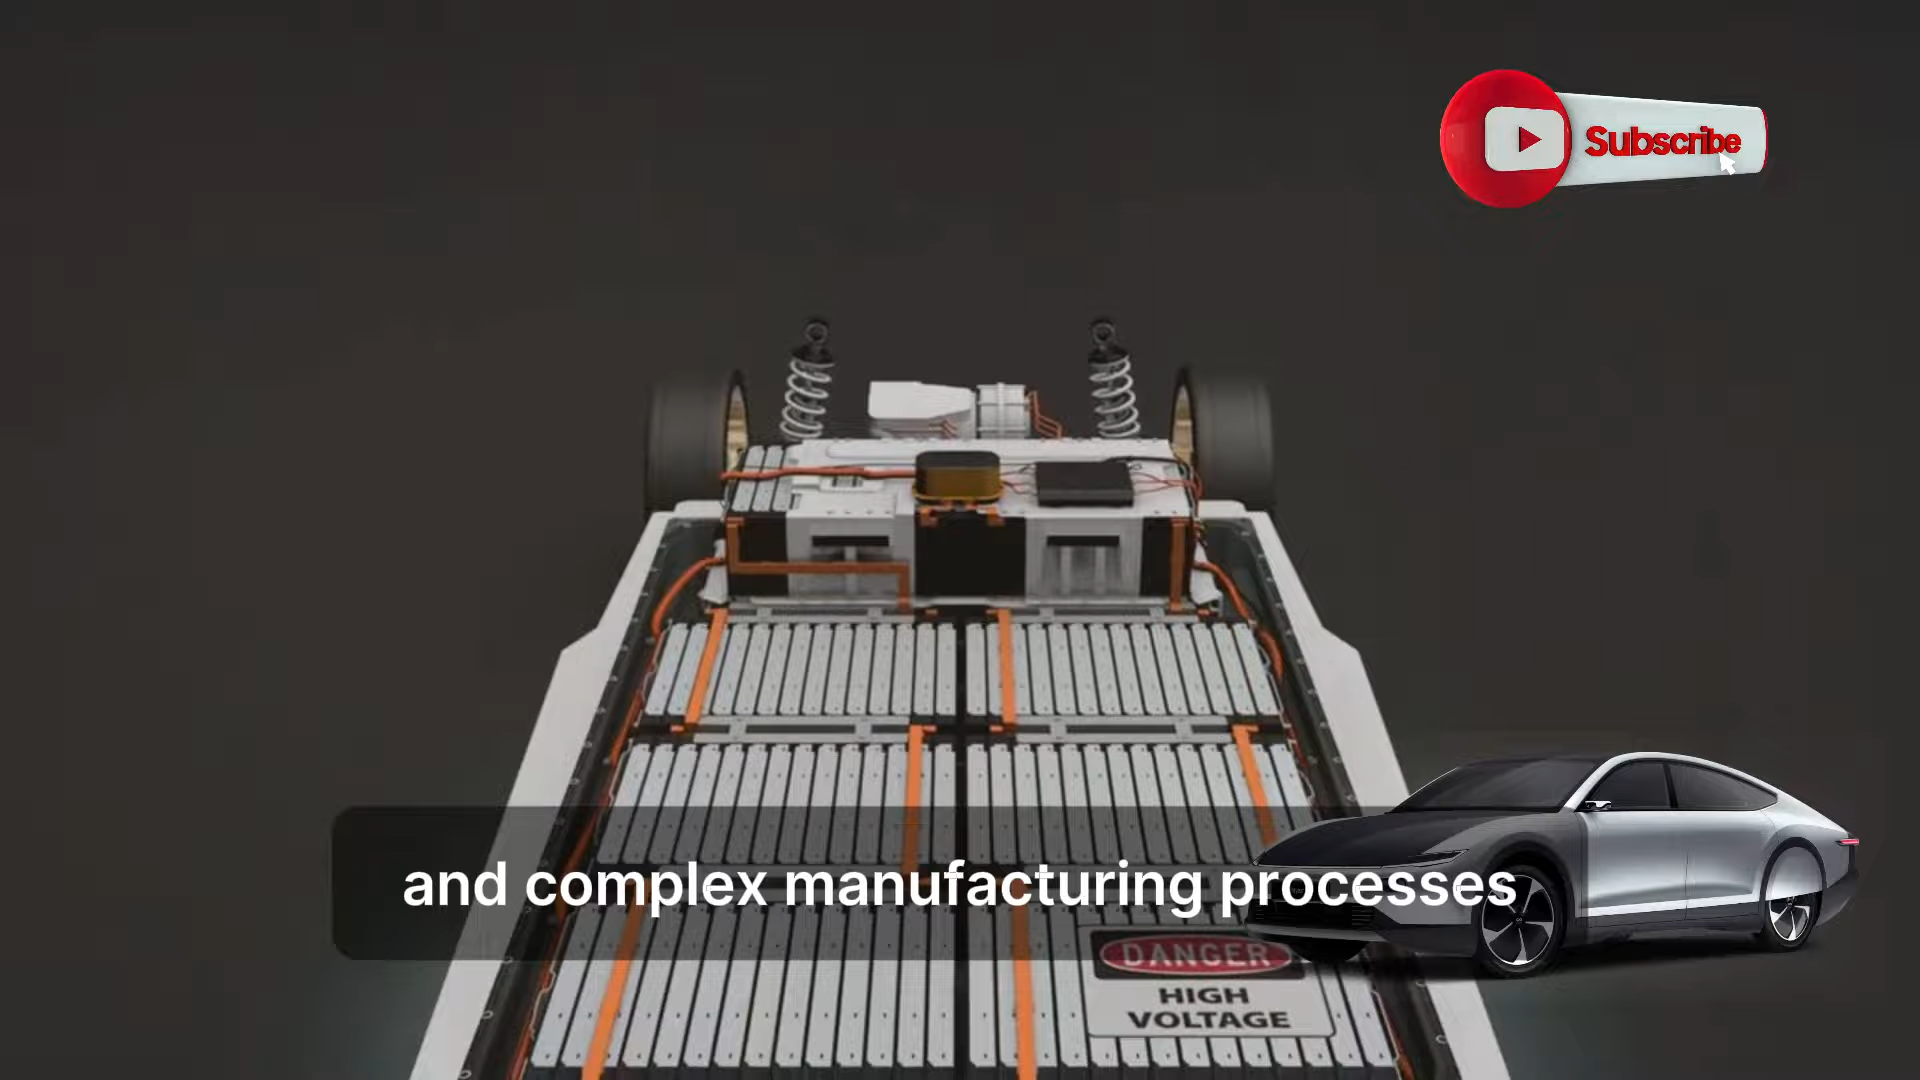 Subscribe
and complex manufacturing processes
DANGER
HIGH
VOLTAGE